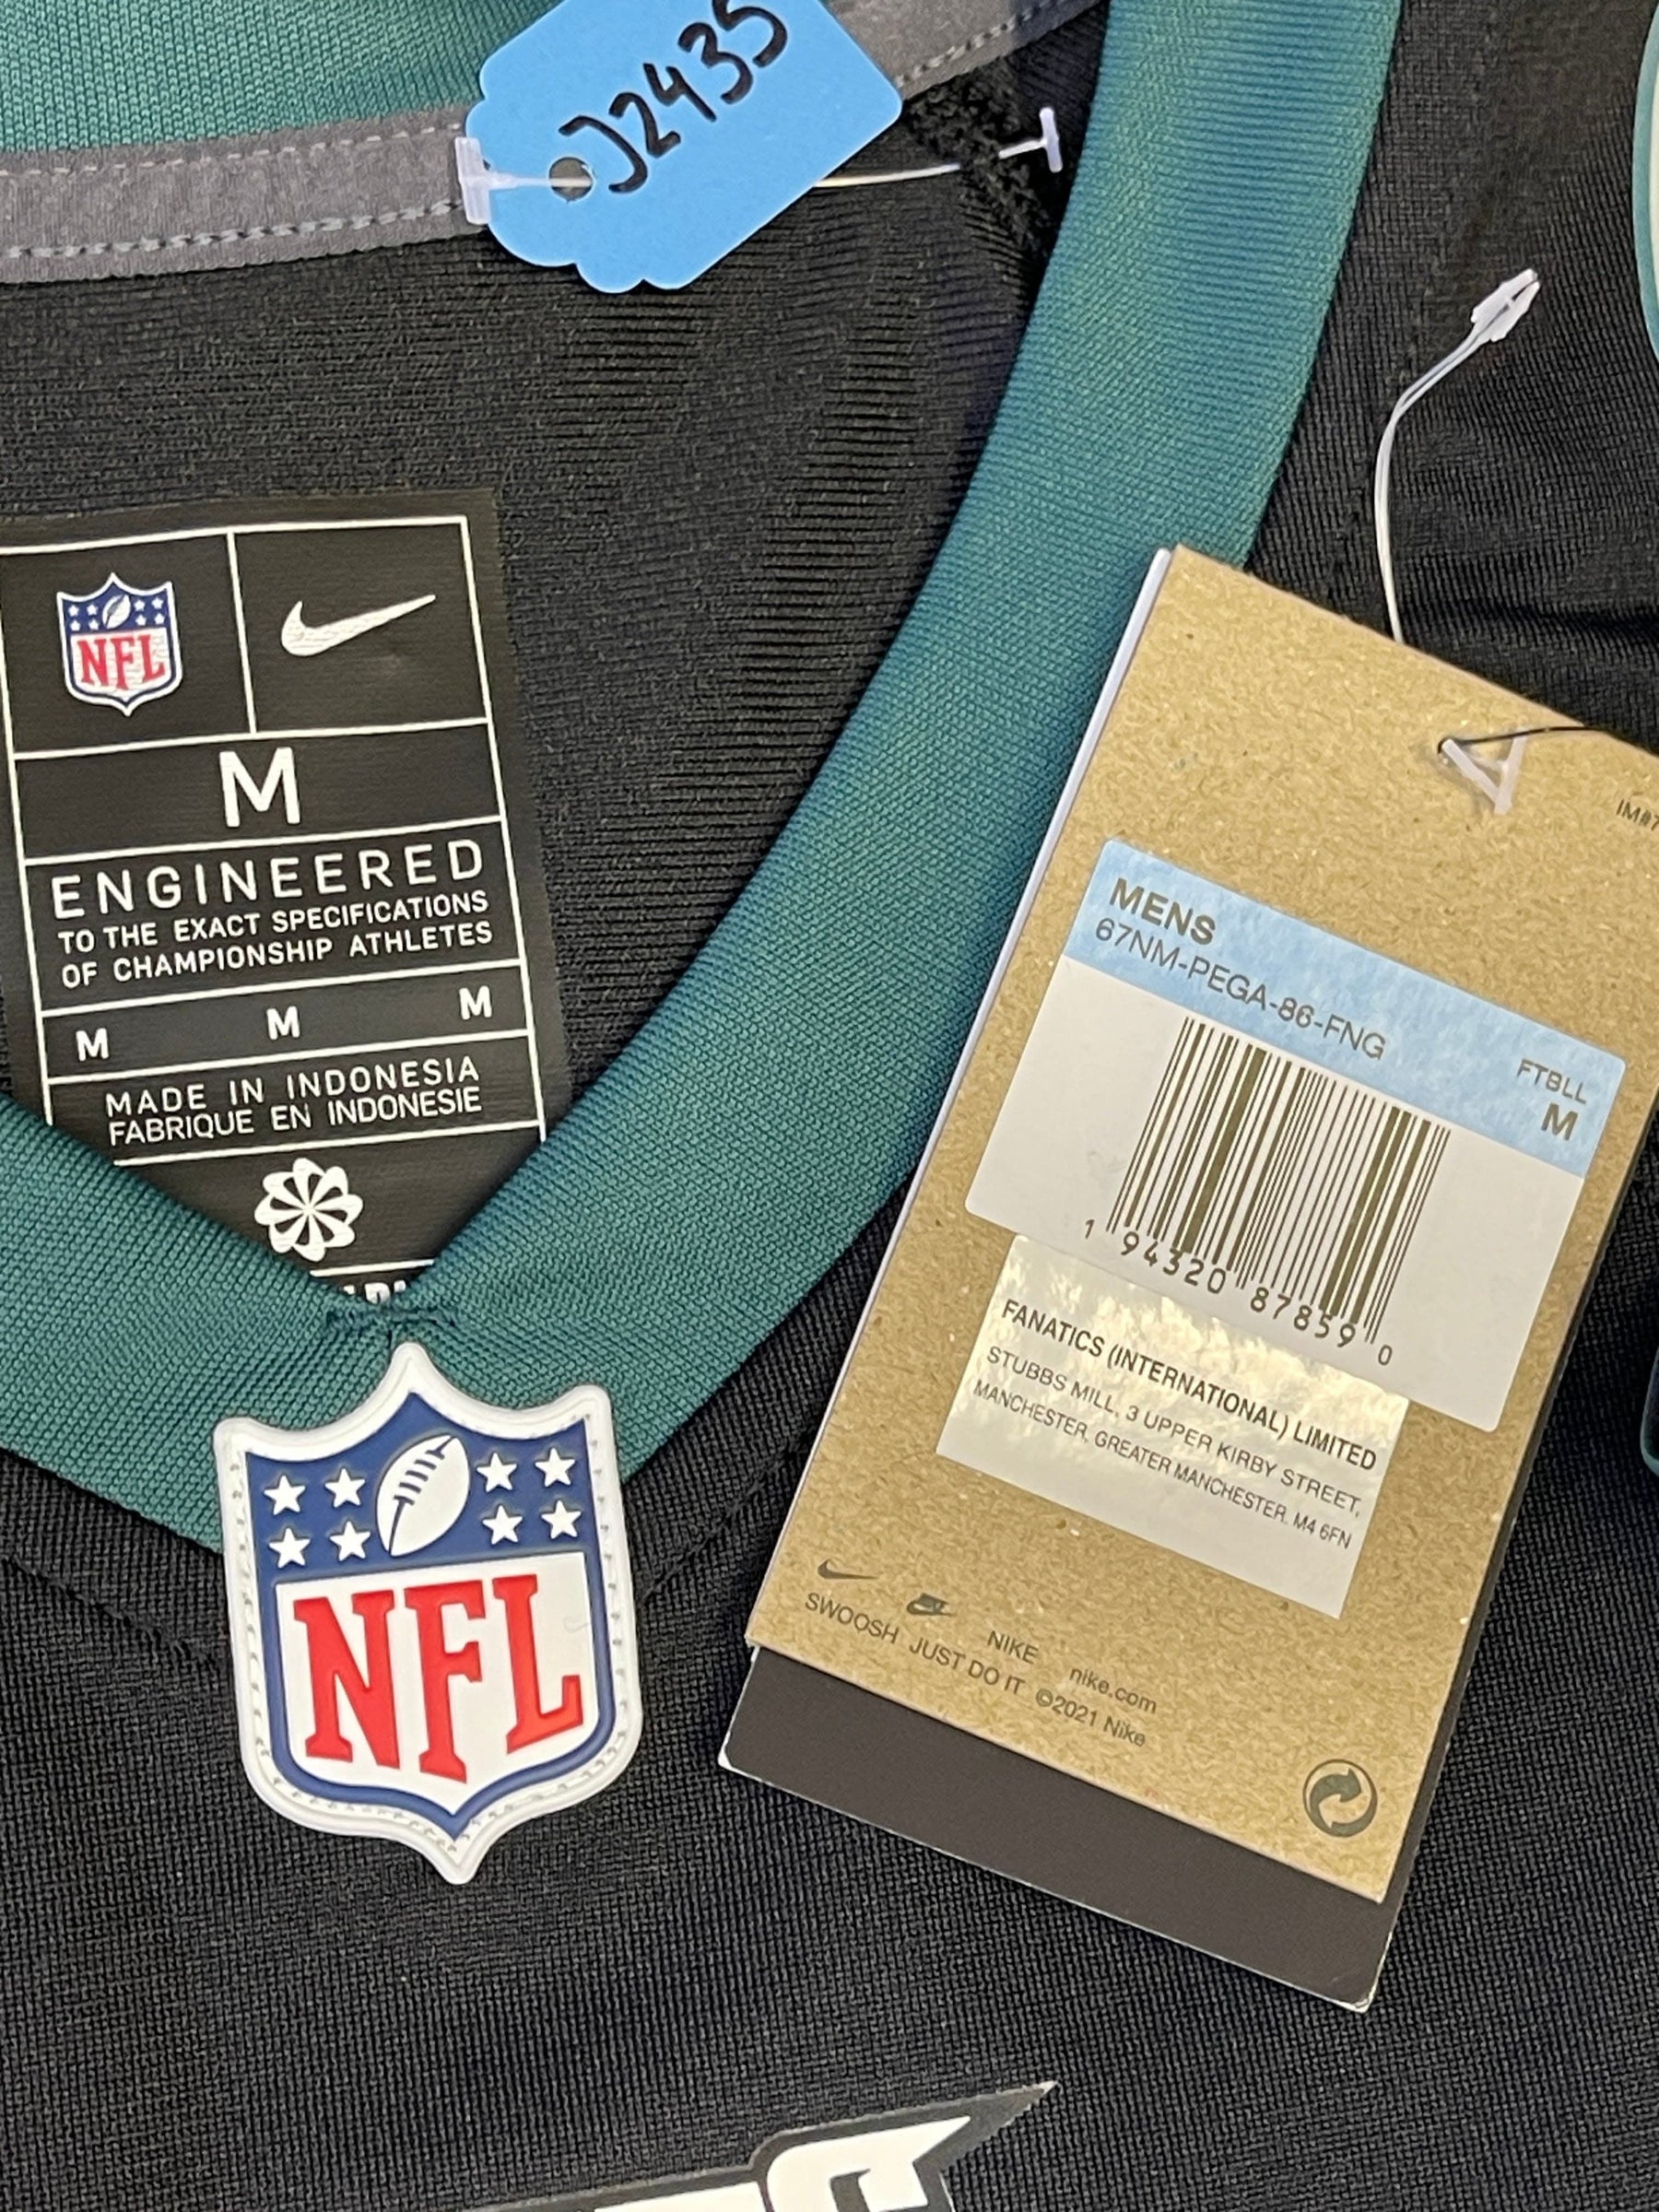 J2435
NFL
M
ENGINEERED
TO THE EXACT SPECIFICATIONS
OF CHAMPIONSHIP ATHLETES
M M M
MADE IN INDONESIA
FABRIQUE EN INDONESIE
NFL
IM#7
MENS
67NM-PEGA-86-FNG
FTBLL
M
1 94320 87859 0
FANATICS (INTERNATIONAL) LIMITED
STUBBS MILL, 3 UPPER KIRBY STREET,
MANCHESTER, GREATER MANCHESTER, M4 6FN
SWOOSH JUST DO IT NIKE nike.com
©2021 Nike